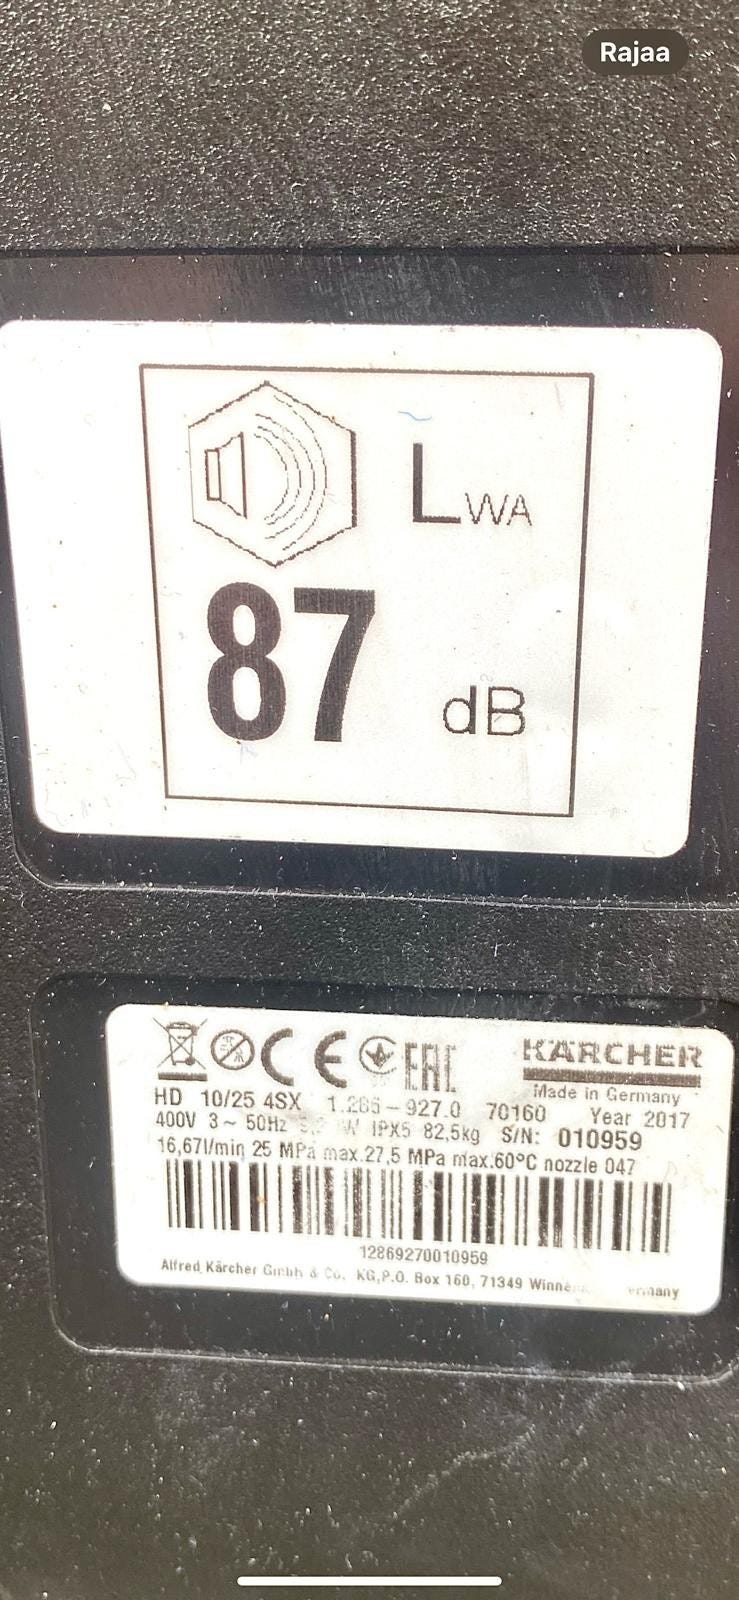 Rajaa
LWA
87 dB
CE EAC KÄRCHER
Made in Germany
HD 10/25 4SX 1.286-927.0 70160 Year 2017
400V 3~ 50Hz IPX5 82,5kg S/N: 010959
16,67l/min 25 MPa max.27,5 MPa max.60°C nozzle 047
12869270010959
Alfred Kärcher GmbH & Co. KG,P.O. Box 160, 71349